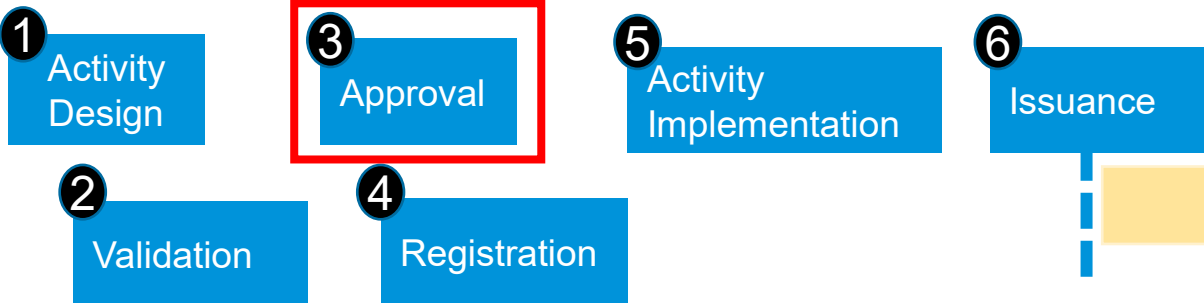 1
Activity
Design
2
Validation
3
Approval
4
Registration
5
Activity
Implementation
6
Issuance